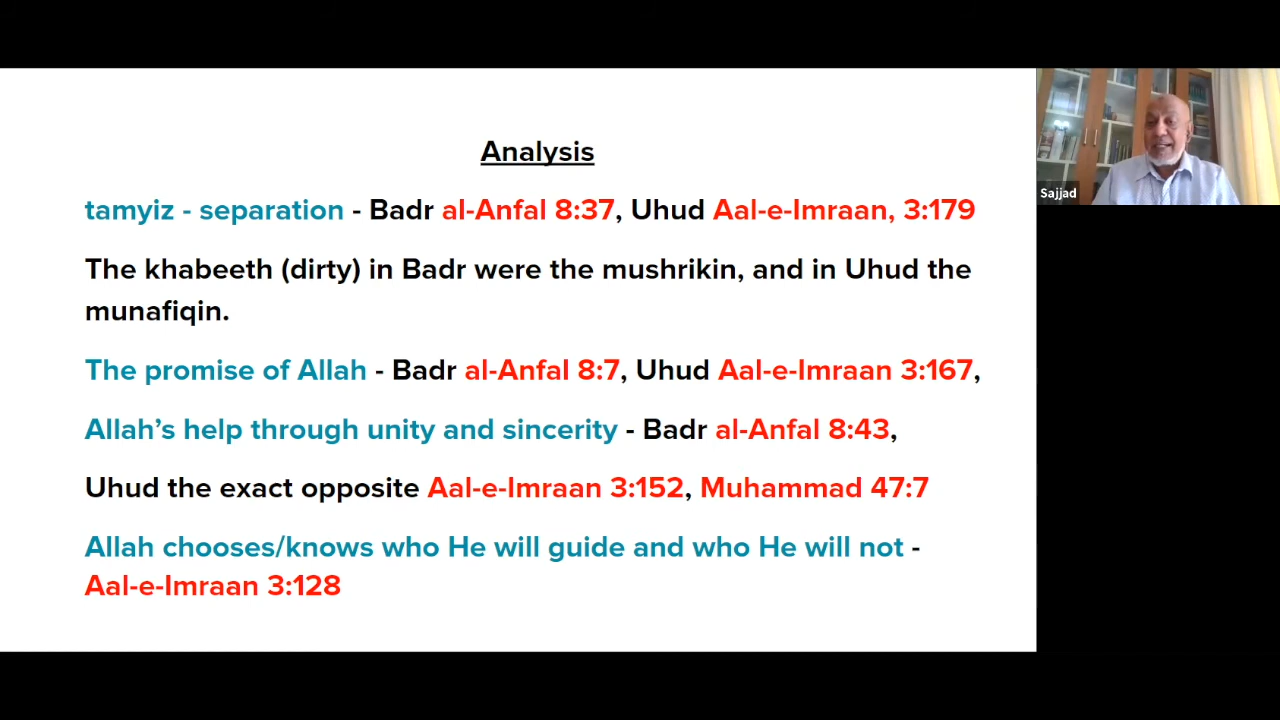 Analysis
tamyiz - separation - Badr al-Anfal 8:37, Uhud Aal-e-Imraan, 3:179
The khabeeth (dirty) in Badr were the mushrikin, and in Uhud the
munafiqin.
The promise of Allah - Badr al-Anfal 8:7, Uhud Aal-e-Imraan 3:167,
Allah’s help through unity and sincerity - Badr al-Anfal 8:43,
Uhud the exact opposite Aal-e-Imraan 3:152, Muhammad 47:7
Allah chooses/knows who He will guide and who He will not -
Aal-e-Imraan 3:128
Sajjad